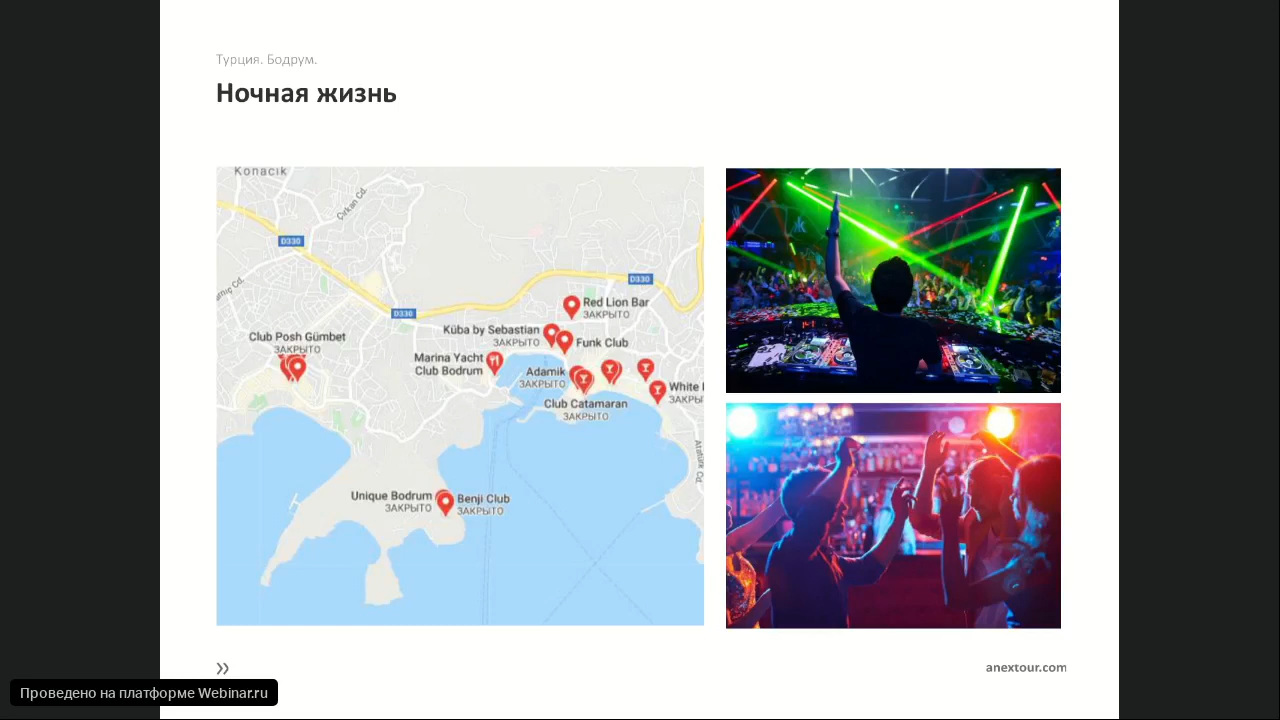 Турция. Бодрум.
Ночная жизнь
Konacık
Çırkan Cd.
D330
D330
D330
Red Lion Bar
ЗАКРЫТО
Küba by Sebastian
ЗАКРЫТО
Funk Club
Club Posh Gümbet
ЗАКРЫТО
Marina Yacht
Club Bodrum
Adamik
ЗАКРЫТО
White
ЗАКРЫ
Club Catamaran
ЗАКРЫТО
Atatürk Cd.
Unique Bodrum
ЗАКРЫТО
Benji Club
ЗАКРЫТО
anextour.com
Проведено на платформе Webinar.ru